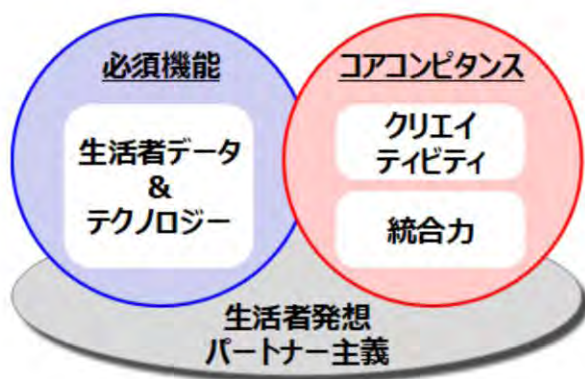 必須機能
生活者データ
&
テクノロジー
コアコンピタンス
クリエイ
ティビティ
統合力
生活者発想
パートナー主義